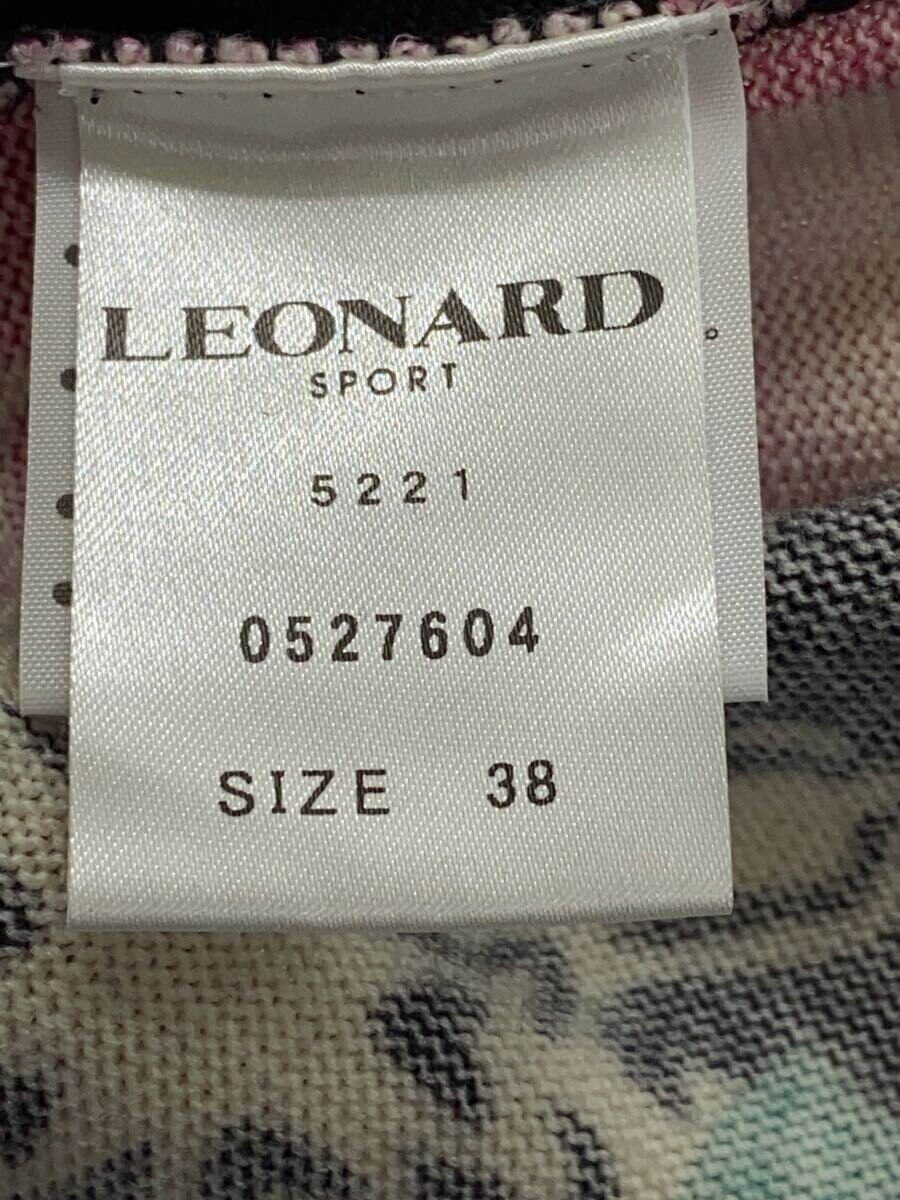 LEONARD
SPORT
5221
0527604
SIZE 38